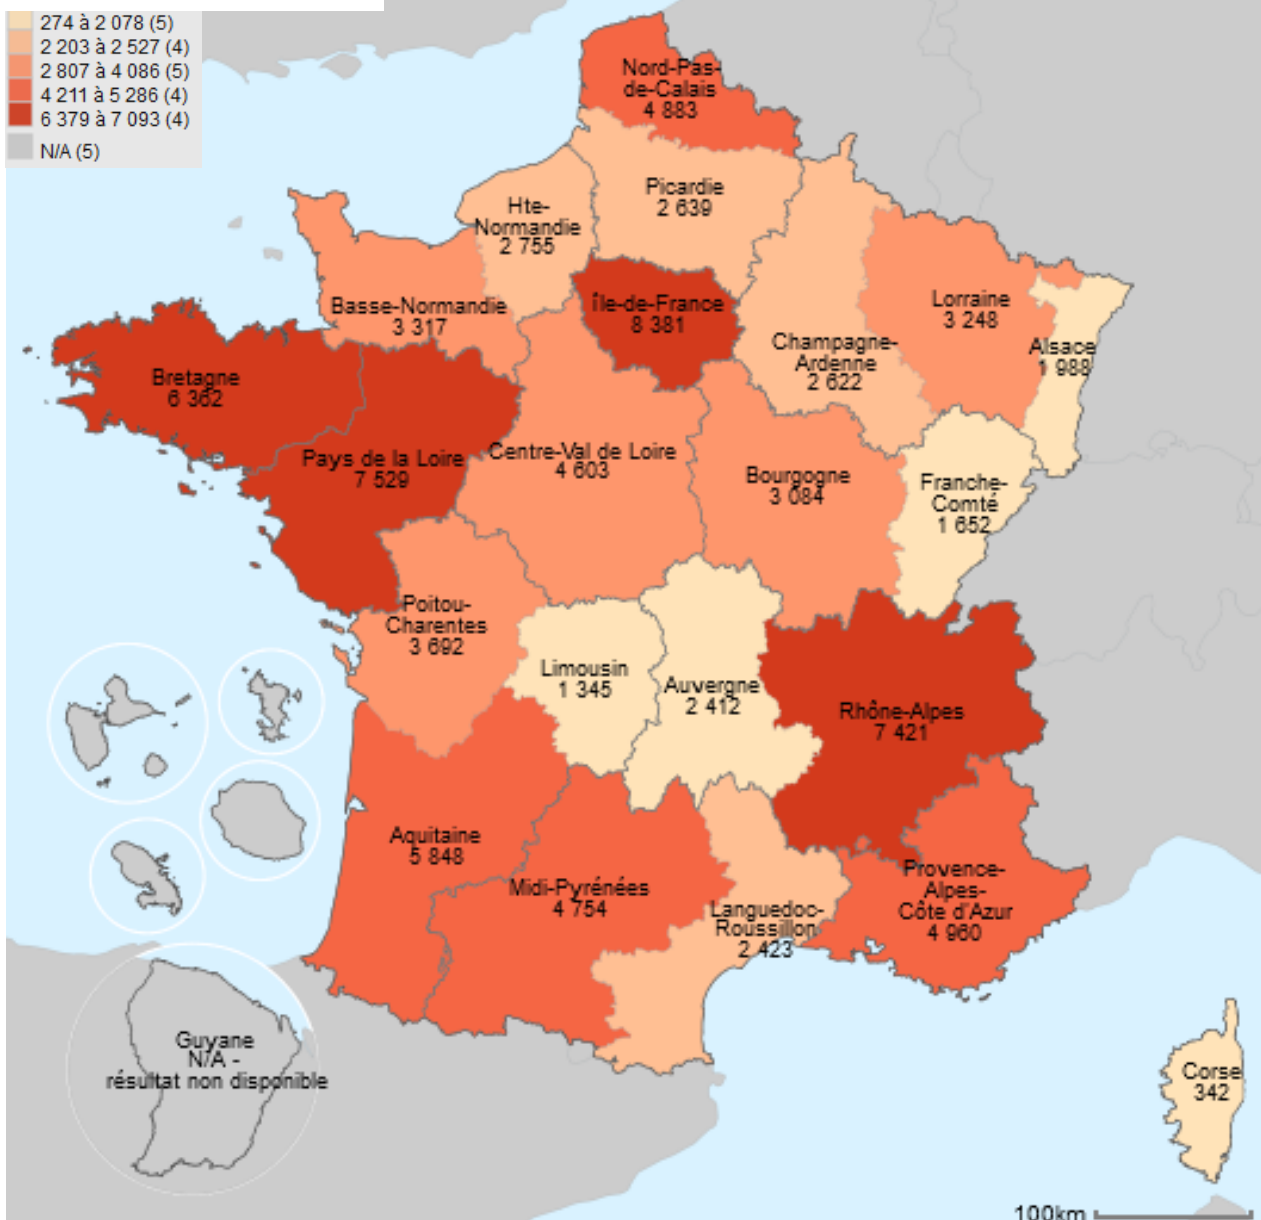 274 à 2 078 (5)
2 203 à 2 527 (4)
2 807 à 4 086 (5)
4 211 à 5 286 (4)
6 379 à 7 093 (4)
N/A (5)
Nord-Pas-
de-Calais
4 883
Picardie
2 639
Hte-
Normandie
2 755
Basse-Normandie
3 317
Île-de-France
8 381
Champagne-
Ardenne
2 622
Lorraine
3 248
Alsace
1 988
Bretagne
6 362
Pays de la Loire
7 529
Centre-Val de Loire
4 603
Bourgogne
3 084
Franche-
Comté
1 652
Poitou-
Charentes
3 692
Limousin
1 345
Auvergne
2 412
Rhône-Alpes
7 421
Aquitaine
5 848
Midi-Pyrénées
4 754
Languedoc-
Roussillon
2 423
Provence-
Alpes-
Côte d'Azur
4 960
Guyane
N/A -
résultat non disponible
Corse
342
100km